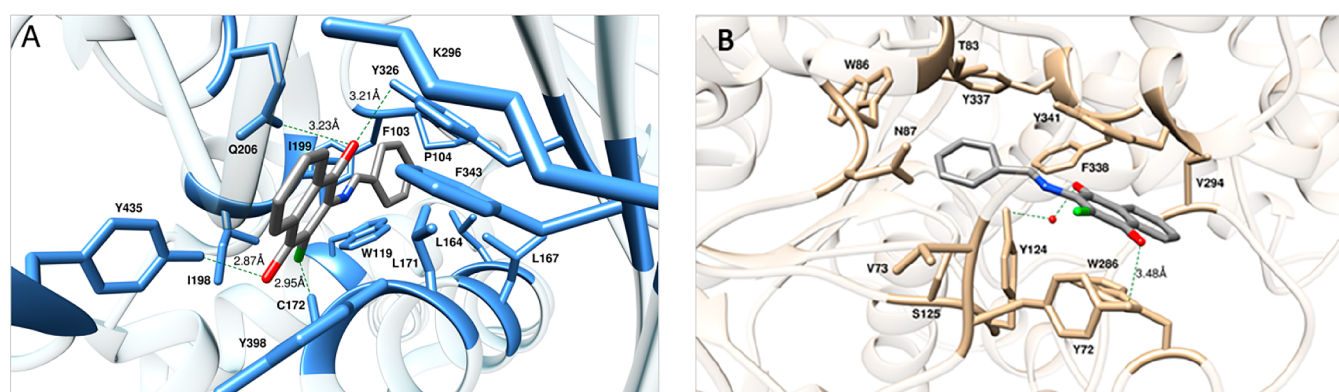 A
K296
Y326
3.21Å
3.23Å
Q206
I199
F103
P104
F343
Y435
2.87Å
I198
W119
L171
L164
L167
2.95Å
C172
Y398
B
T83
W86
Y337
Y341
N87
F338
V294
Y124
W286
V73
3.48Å
S125
Y72